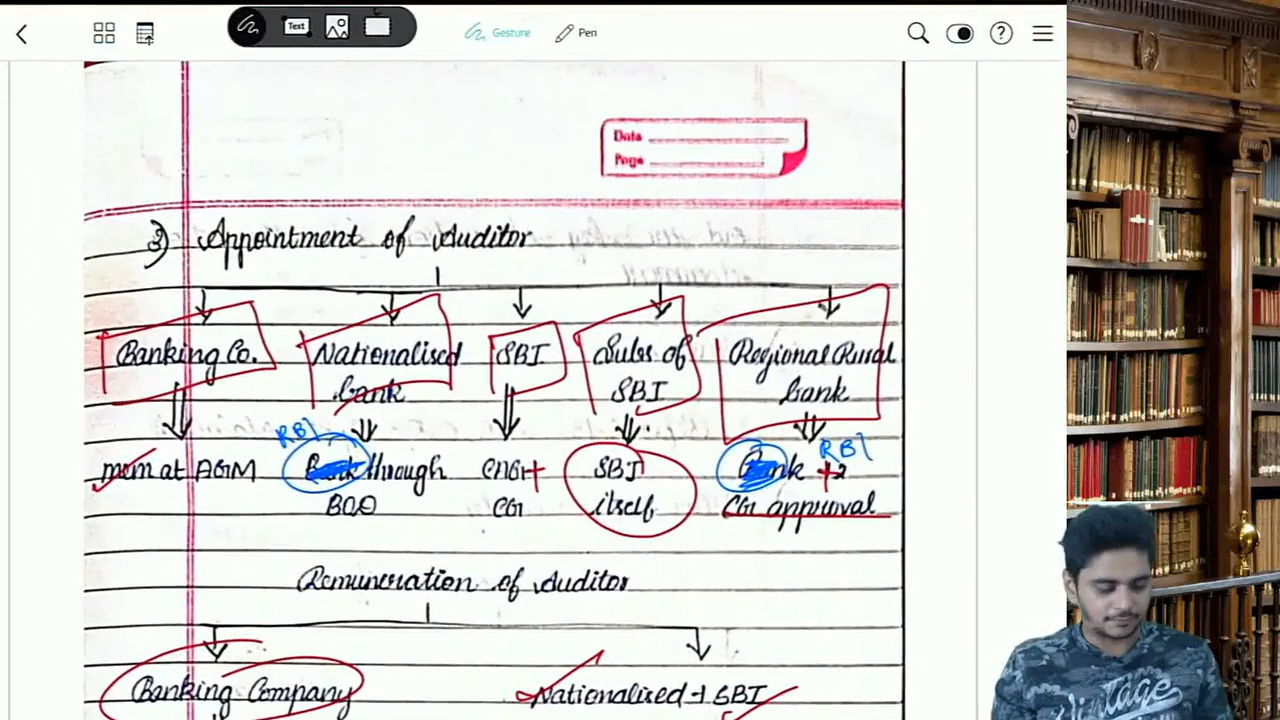 Text
Gesture
Pen
Date
Page
3) Appointment of Auditor
Banking Co. Nationalised bank SBI Subs of SBI Regional Rural bank
RBI RBI
mem at AGM through BOD CAG + CG SBI itself + CG approval
Remuneration of Auditor
Banking Company Nationalised + SBI
Vintage